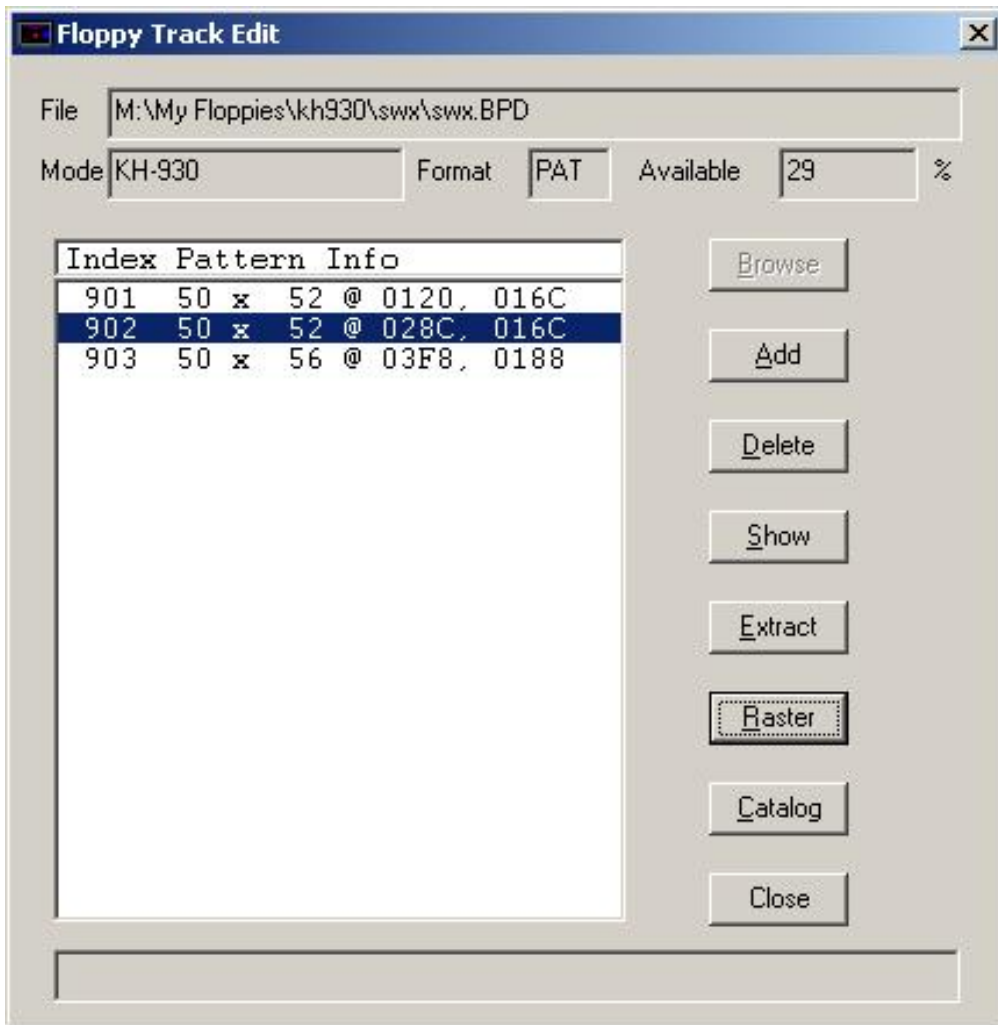 Floppy Track Edit
File M:\My Floppies\kh930\swx\swx.BPD
Mode KH-930 Format PAT Available 29 %
Index Pattern Info
901 50 x 52 @ 0120, 016C
902 50 x 52 @ 028C, 016C
903 50 x 56 @ 03F8, 0188
Browse
Add
Delete
Show
Extract
Raster
Catalog
Close